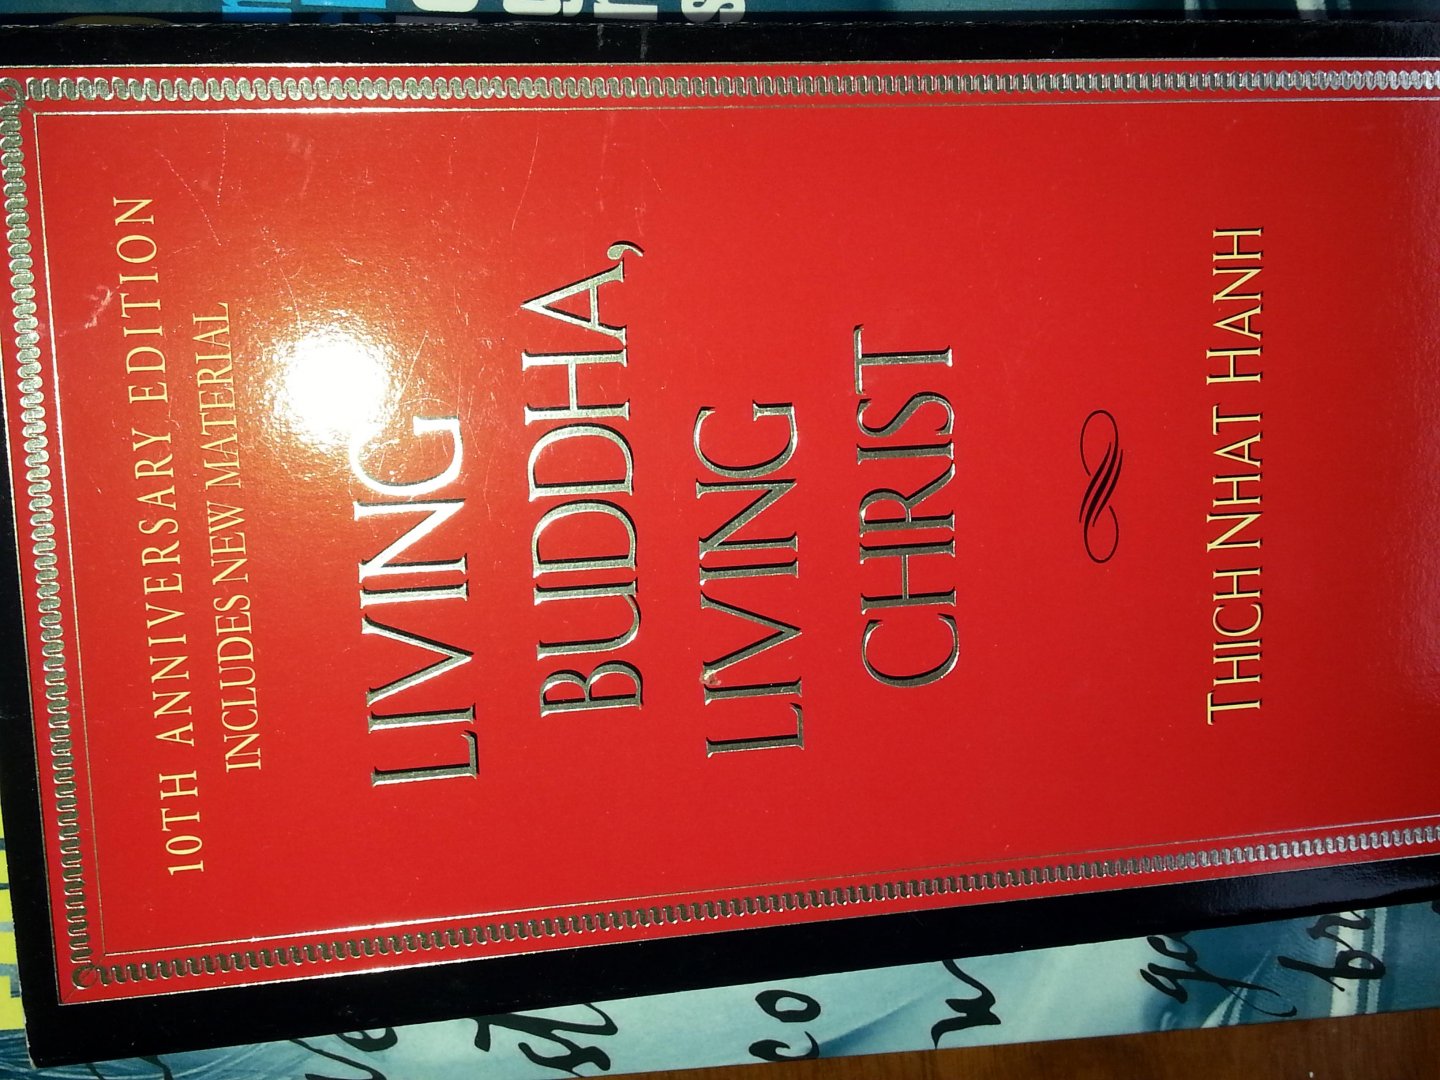 10TH ANNIVERSARY EDITION
INCLUDES NEW MATERIAL
LIVING
BUDDHA,
LIVING
CHRIST
THICH NHAT HANH